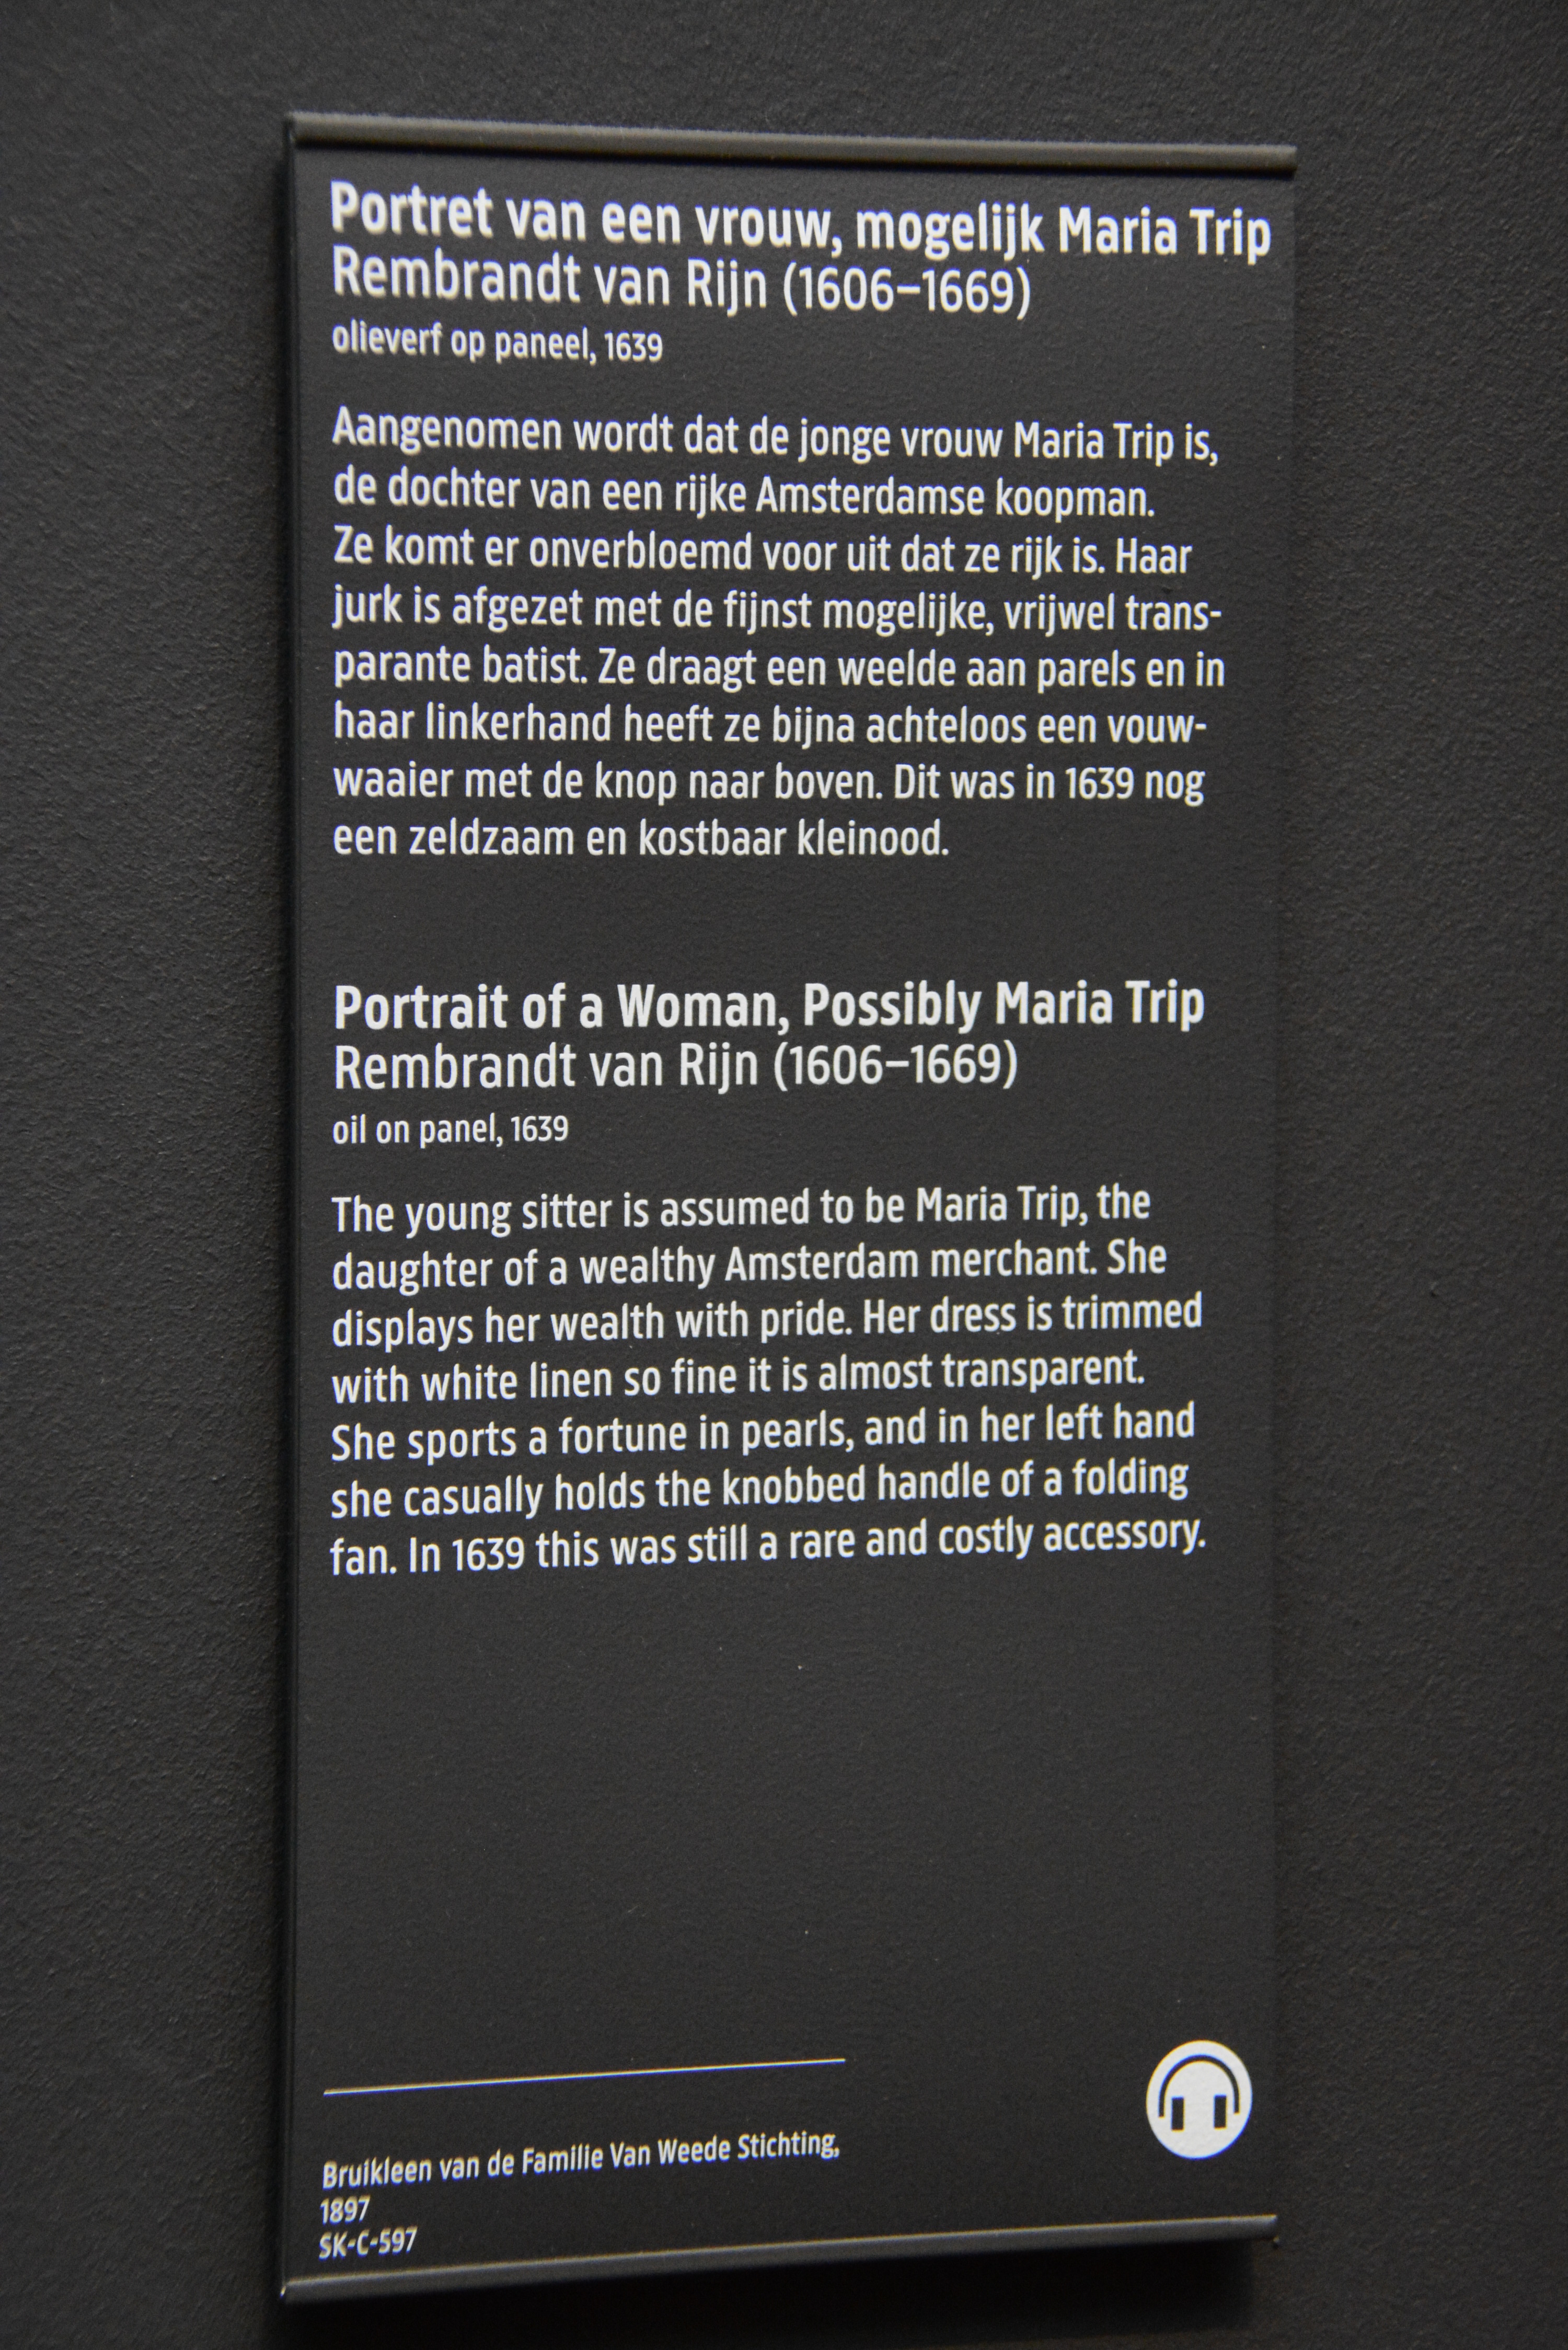 Portret van een vrouw, mogelijk Maria Trip
Rembrandt van Rijn (1606–1669)
olieverf op paneel, 1639
Aangenomen wordt dat de jonge vrouw Maria Trip is,
de dochter van een rijke Amsterdamse koopman.
Ze komt er onverbloemd voor uit dat ze rijk is. Haar
jurk is afgezet met de fijnst mogelijke, vrijwel trans-
parante batist. Ze draagt een weelde aan parels en in
haar linkerhand heeft ze bijna achteloos een vouw-
waaier met de knop naar boven. Dit was in 1639 nog
een zeldzaam en kostbaar kleinood.
Portrait of a Woman, Possibly Maria Trip
Rembrandt van Rijn (1606–1669)
oil on panel, 1639
The young sitter is assumed to be Maria Trip, the
daughter of a wealthy Amsterdam merchant. She
displays her wealth with pride. Her dress is trimmed
with white linen so fine it is almost transparent.
She sports a fortune in pearls, and in her left hand
she casually holds the knobbed handle of a folding
fan. In 1639 this was still a rare and costly accessory.
Bruikleen van de Familie Van Weede Stichting,
1897
SK-C-597